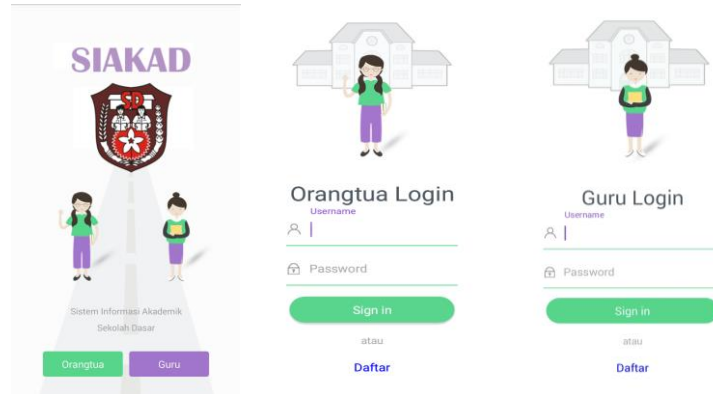 SIAKAD
SD
Sistem Informasi Akademik
Sekolah Dasar
Orangtua
Guru
Orangtua Login
Username
Password
Sign in
atau
Daftar
Guru Login
Username
Password
Sign in
atau
Daftar